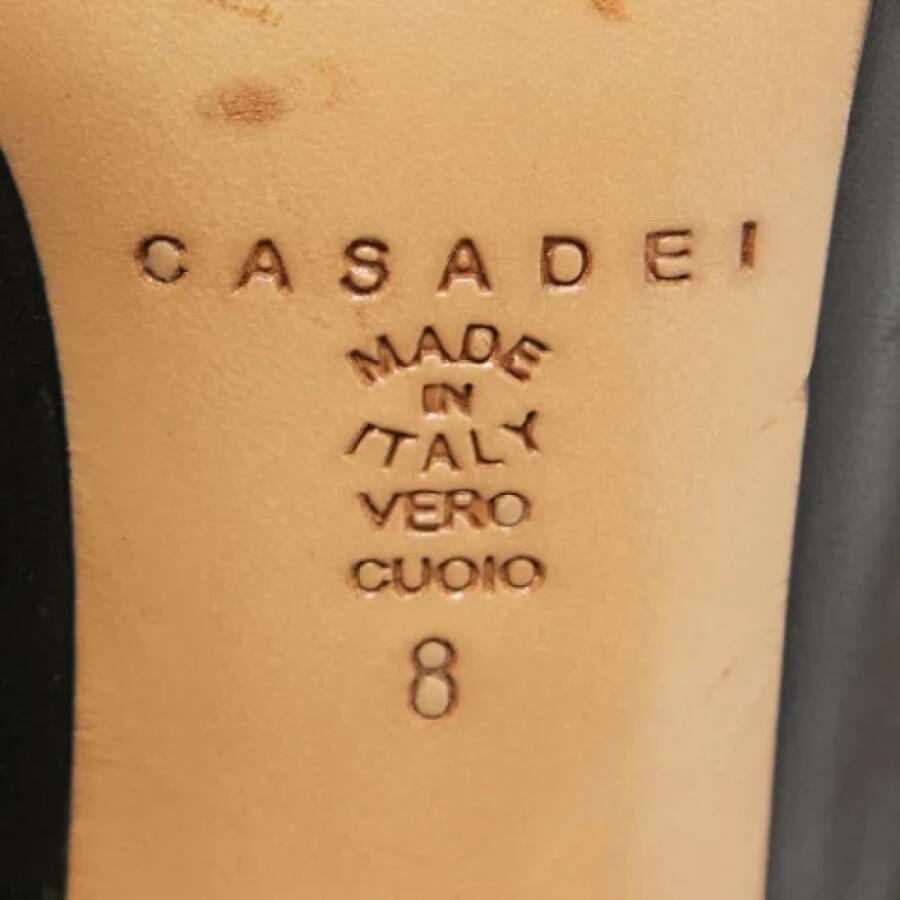 CASADEI
MADE
IN
ITALY
VERO
CUOIO
8